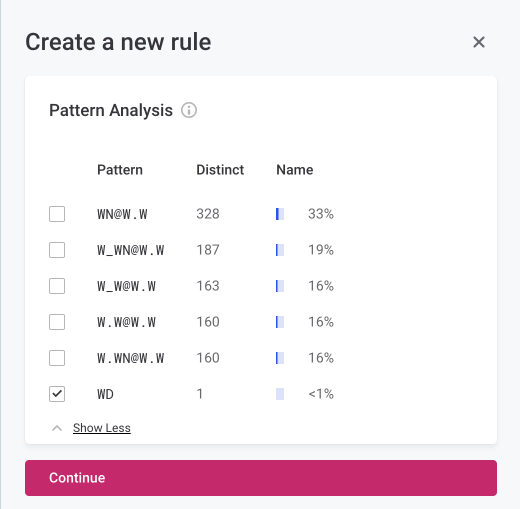 Create a new rule
Pattern Analysis
Pattern Distinct Name
WN@W.W 328 33%
W_WN@W.W 187 19%
W_W@W.W 163 16%
W.W@W.W 160 16%
W.WN@W.W 160 16%
WD 1 <1%
Show Less
Continue